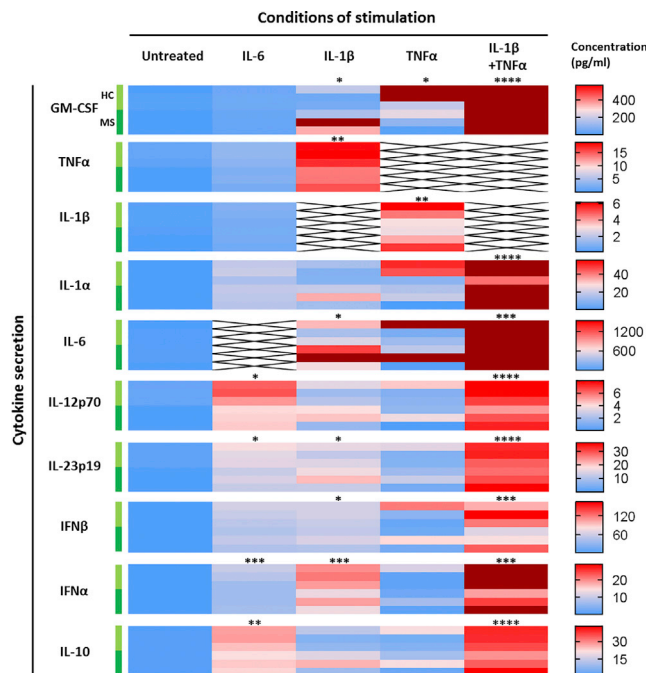 Conditions of stimulation
Untreated IL-6 IL-1β TNFα IL-1β +TNFα
Concentration (pg/ml)
Cytokine secretion
* * ****
GM-CSF HC MS 400 200
**
TNFα 15 10 5
**
IL-1β 6 4 2
****
IL-1α 40 20
* ***
IL-6 1200 600
* ****
IL-12p70 8 6 4 2
* * ****
IL-23p19 30 20 10
* ***
IFNβ 120 60
*** *** ***
IFNα 20 10
** ****
IL-10 30 15